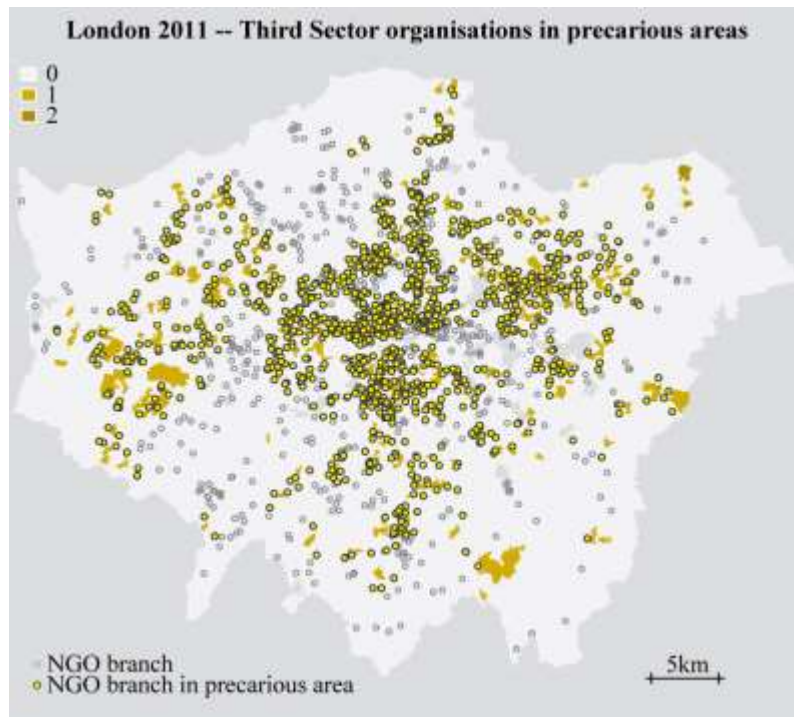 London 2011 -- Third Sector organisations in precarious areas
0
1
2
NGO branch
NGO branch in precarious area
5km